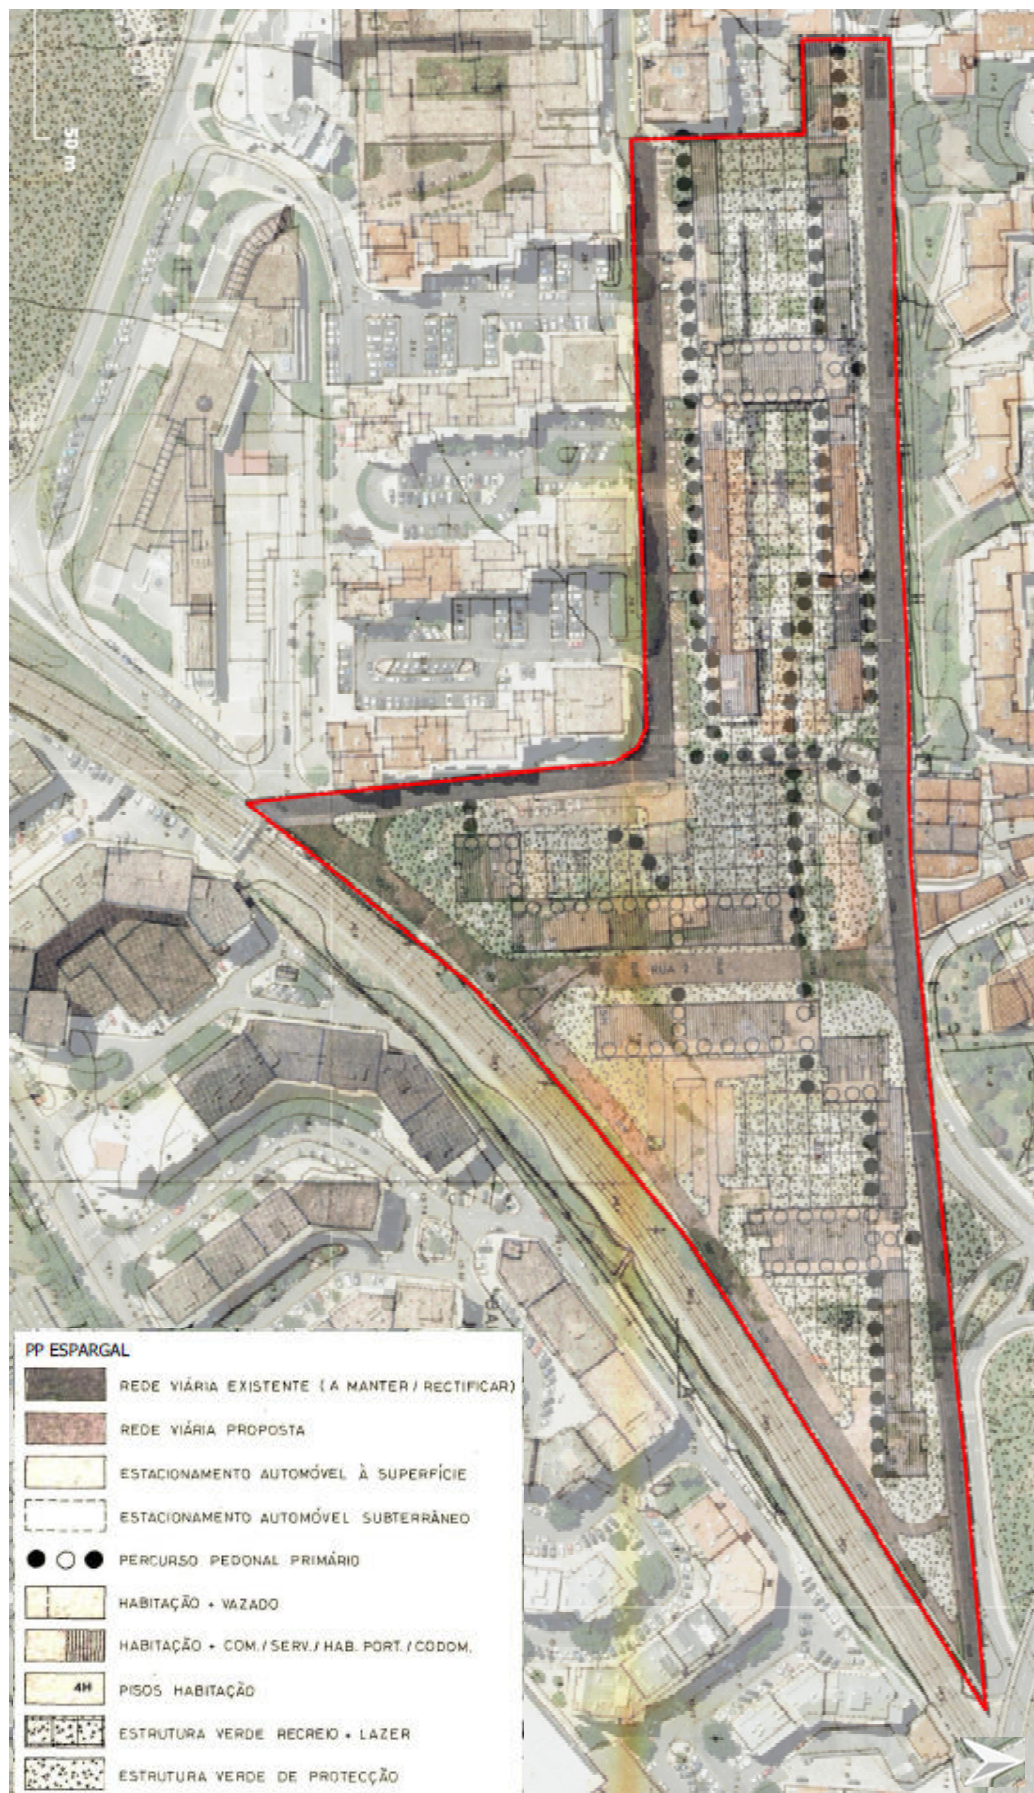 50 m
RUA 2
PP ESPARGAL
REDE VIÁRIA EXISTENTE ( A MANTER / RECTIFICAR )
REDE VIÁRIA PROPOSTA
ESTACIONAMENTO AUTOMÓVEL À SUPERFÍCIE
ESTACIONAMENTO AUTOMÓVEL SUBTERRÂNEO
PERCURSO PEDONAL PRIMÁRIO
HABITAÇÃO + VAZADO
HABITAÇÃO + COM./ SERV./ HAB. PORT. / CODOM.
4H PISOS HABITAÇÃO
ESTRUTURA VERDE RECREIO + LAZER
ESTRUTURA VERDE DE PROTECÇÃO